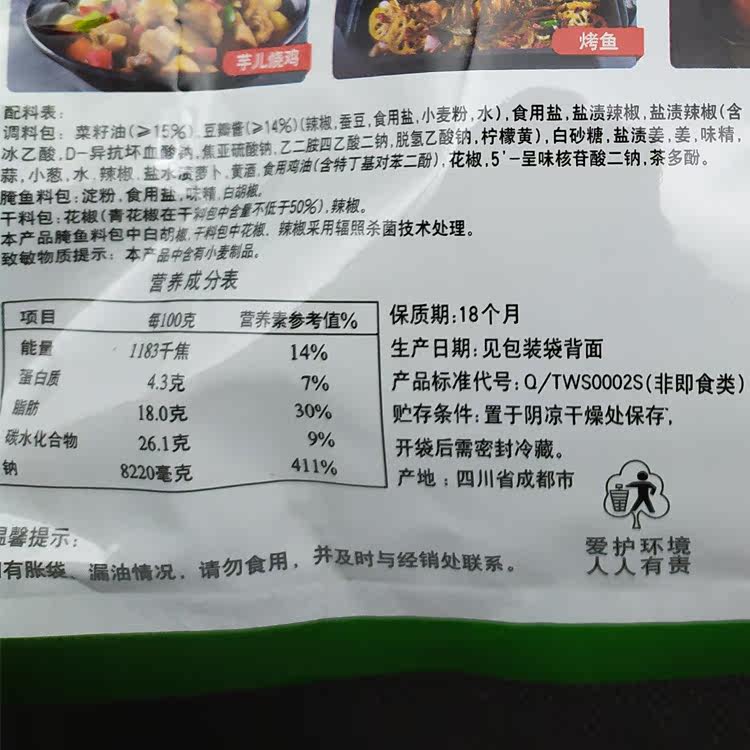 芋儿烧鸡
烤鱼
配料表:
调料包: 菜籽油(≥15%),豆瓣酱(≥14%)(辣椒,蚕豆,食用盐,小麦粉,水),食用盐,盐渍辣椒,盐渍辣椒(含
冰乙酸,D-异抗坏血酸钠,焦亚硫酸钠,乙二胺四乙酸二钠,脱氢乙酸钠,柠檬黄),白砂糖,盐渍姜,姜,味精,
蒜,小葱,水,辣椒,盐水渍萝卜,黄酒,食用鸡油(含特丁基对苯二酚),花椒,5'-呈味核苷酸二钠,茶多酚。
腌鱼料包:淀粉,食用盐,味精,白胡椒。
干料包:花椒(青花椒在干料包中含量不低于50%),辣椒。
本产品腌鱼料包中白胡椒,干料包中花椒、辣椒采用辐照杀菌技术处理。
致敏物质提示: 本产品中含有小麦制品。
营养成分表
项目 每100克 营养素参考值%
能量 1183千焦 14%
蛋白质 4.3克 7%
脂肪 18.0克 30%
碳水化合物 26.1克 9%
钠 8220毫克 411%
保质期:18个月
生产日期:见包装袋背面
产品标准代号:Q/TWS0002S(非即食类)
贮存条件:置于阴凉干燥处保存,
开袋后需密封冷藏。
产地:四川省成都市
爱护环境
人人有责
温馨提示:
如有胀袋、漏油情况,请勿食用,并及时与经销处联系。